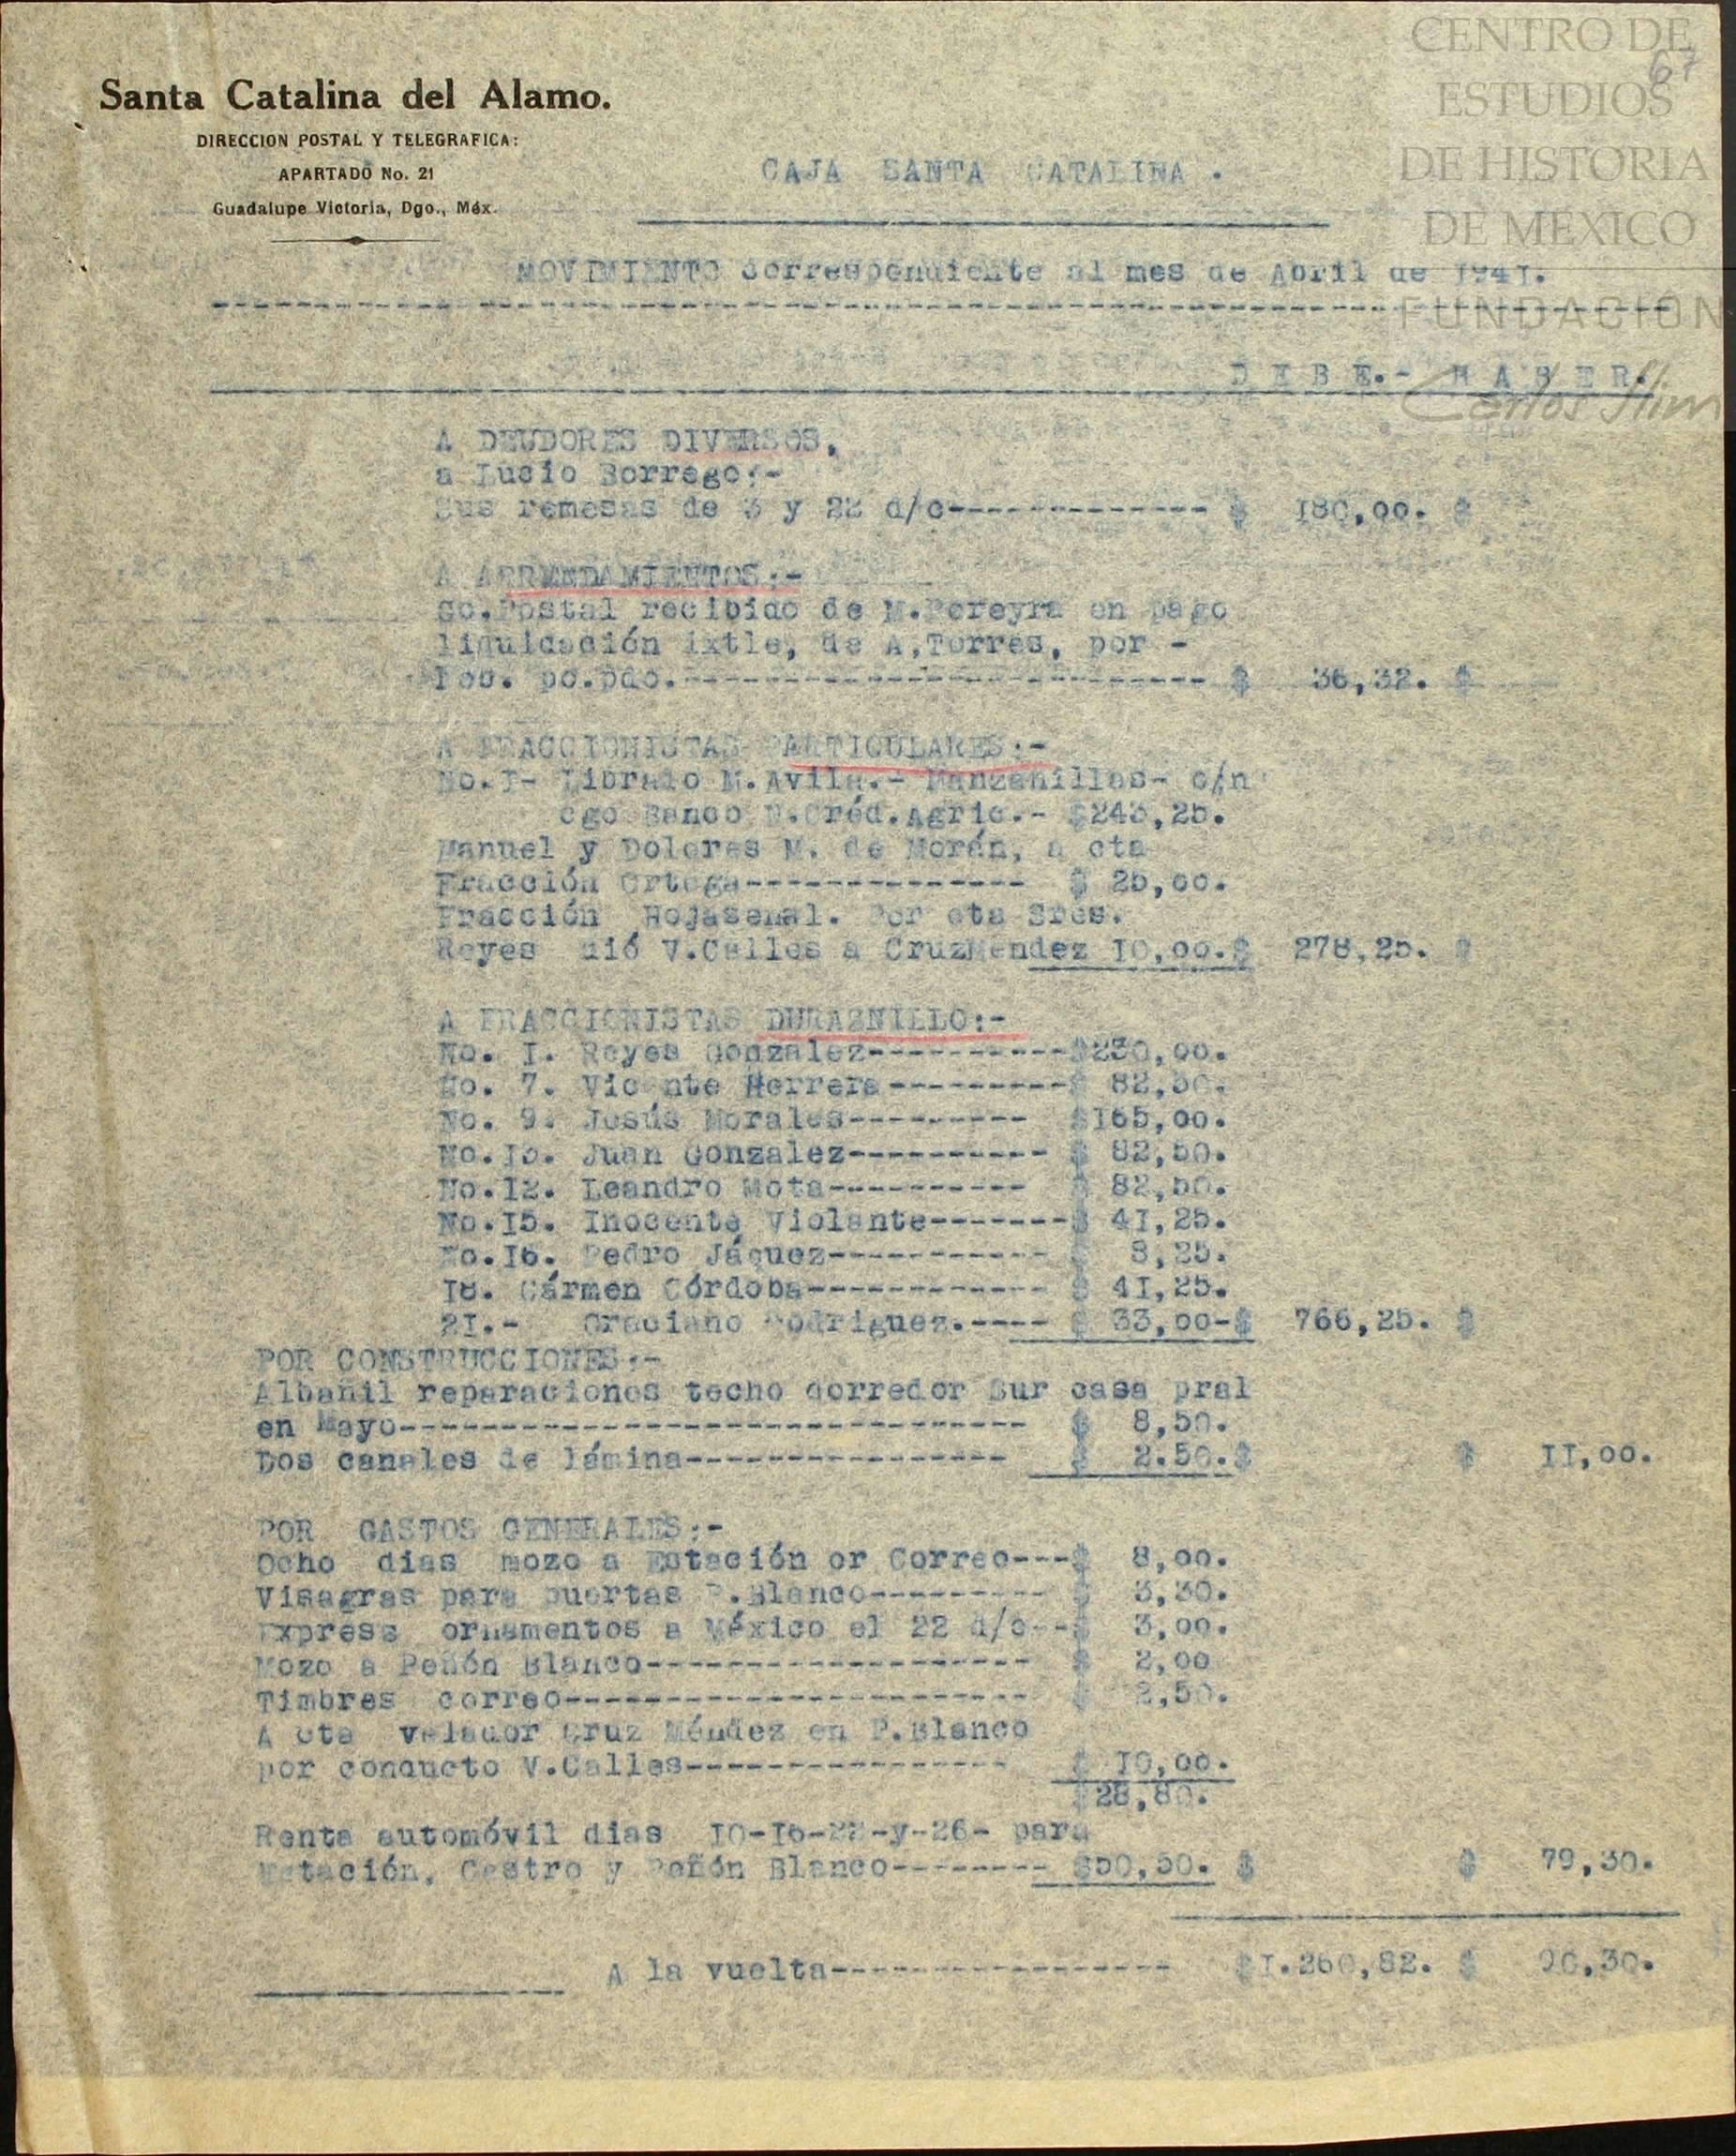 CENTRO DE
ESTUDIOS
DE HISTORIA
DE MEXICO
FUNDACIÓN
Carlos Slim
67
Santa Catalina del Alamo.
DIRECCION POSTAL Y TELEGRAFICA:
APARTADO No. 21
Guadalupe Victoria, Dgo., Méx.
CAJA SANTA CATALINA .
MOVIMIENTO correspondiente al mes de Abril de 1941.
D E B E.- H A B E R.
A DEUDORES DIVERSOS,
a Lucio Borrego:-
Sus remesas de 3 y 22 d/c------------- $ 180,00. $
A ARRENDAMIENTOS:-
Go.Postal recibido de M.Pereyra en pago
liquidación ixtle, de A,Torres, por -
Feb. po.pdo.-------------------------- $ 36,32. $
A FRACCIONISTAS PARTICULARES:-
No.I- Librado M.Avila.- Manzanillas- c/n
cgo Banco N.Créd.Agric.- $243,25.
Manuel y Dolores M. de Morán, a cta
Fracción Ortega-------------- $ 25,00.
Fracción Hojasenal. Por cta Sres.
Reyes dió V.Calles a CruzMéndez 10,00.$ 278,25. $
A FRACCIONISTAS DURAZNILLO:-
No. I. Reyes Gonzalez----------$230,00.
No. 7. Vicente Herrera---------$ 82,50.
No. 9. Jesús Morales--------- $165,00.
No.13. Juan Gonzalez---------- $ 82,50.
No.12. Leandro Mota---------- $ 82,50.
No.15. Inocente Violante-------$ 41,25.
No.16. Pedro Jáquez----------- $ 8,25.
18. Cármen Córdoba------------ $ 41,25.
21.- Graciano Rodriguez.---- $ 33,00-$ 766,25. $
POR CONSTRUCCIONES:-
Albañil reparaciones techo corredor Sur casa pral
en Mayo------------------------------- $ 8,50.
Dos canales de lámina---------------- $ 2.50.$ $ II,00.
POR GASTOS GENERALES:-
Ocho dias mozo a Estación or Correo---$ 8,00.
Visagras para puertas P.Blanco--------- $ 3,30.
Express ornamentos a México el 22 d/c--$ 3,00.
Mozo a Peñón Blanco------------------- $ 2,00
Timbres correo----------------------- $ 2,50.
A cta velador Cruz Méndez en P.Blanco
por conducto V.Calles---------------- $ 10,00.
$28,80.
Renta automóvil dias IO-I6-22-y-26- para
Estación, Castro y Peñón Blanco-------- $50,50. $ $ 79,30.
A la vuelta----------------- $I.260,82. $ 90,30.